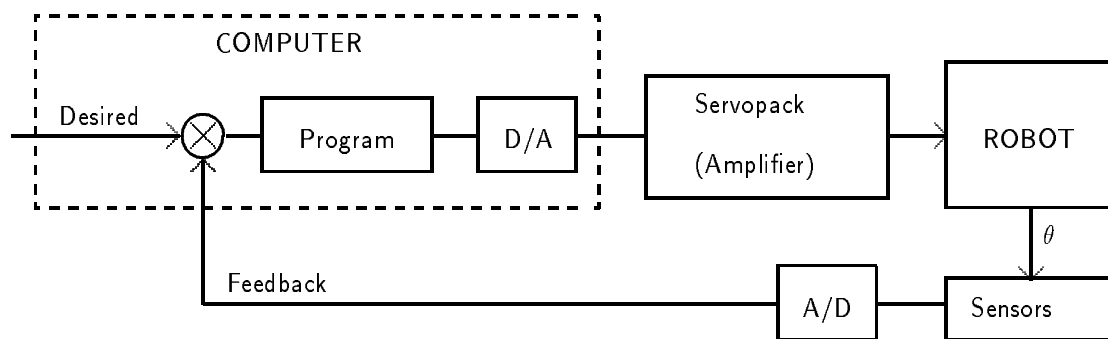 COMPUTER
Desired
Program
D/A
Servopack
(Amplifier)
ROBOT
θ
Feedback
A/D
Sensors